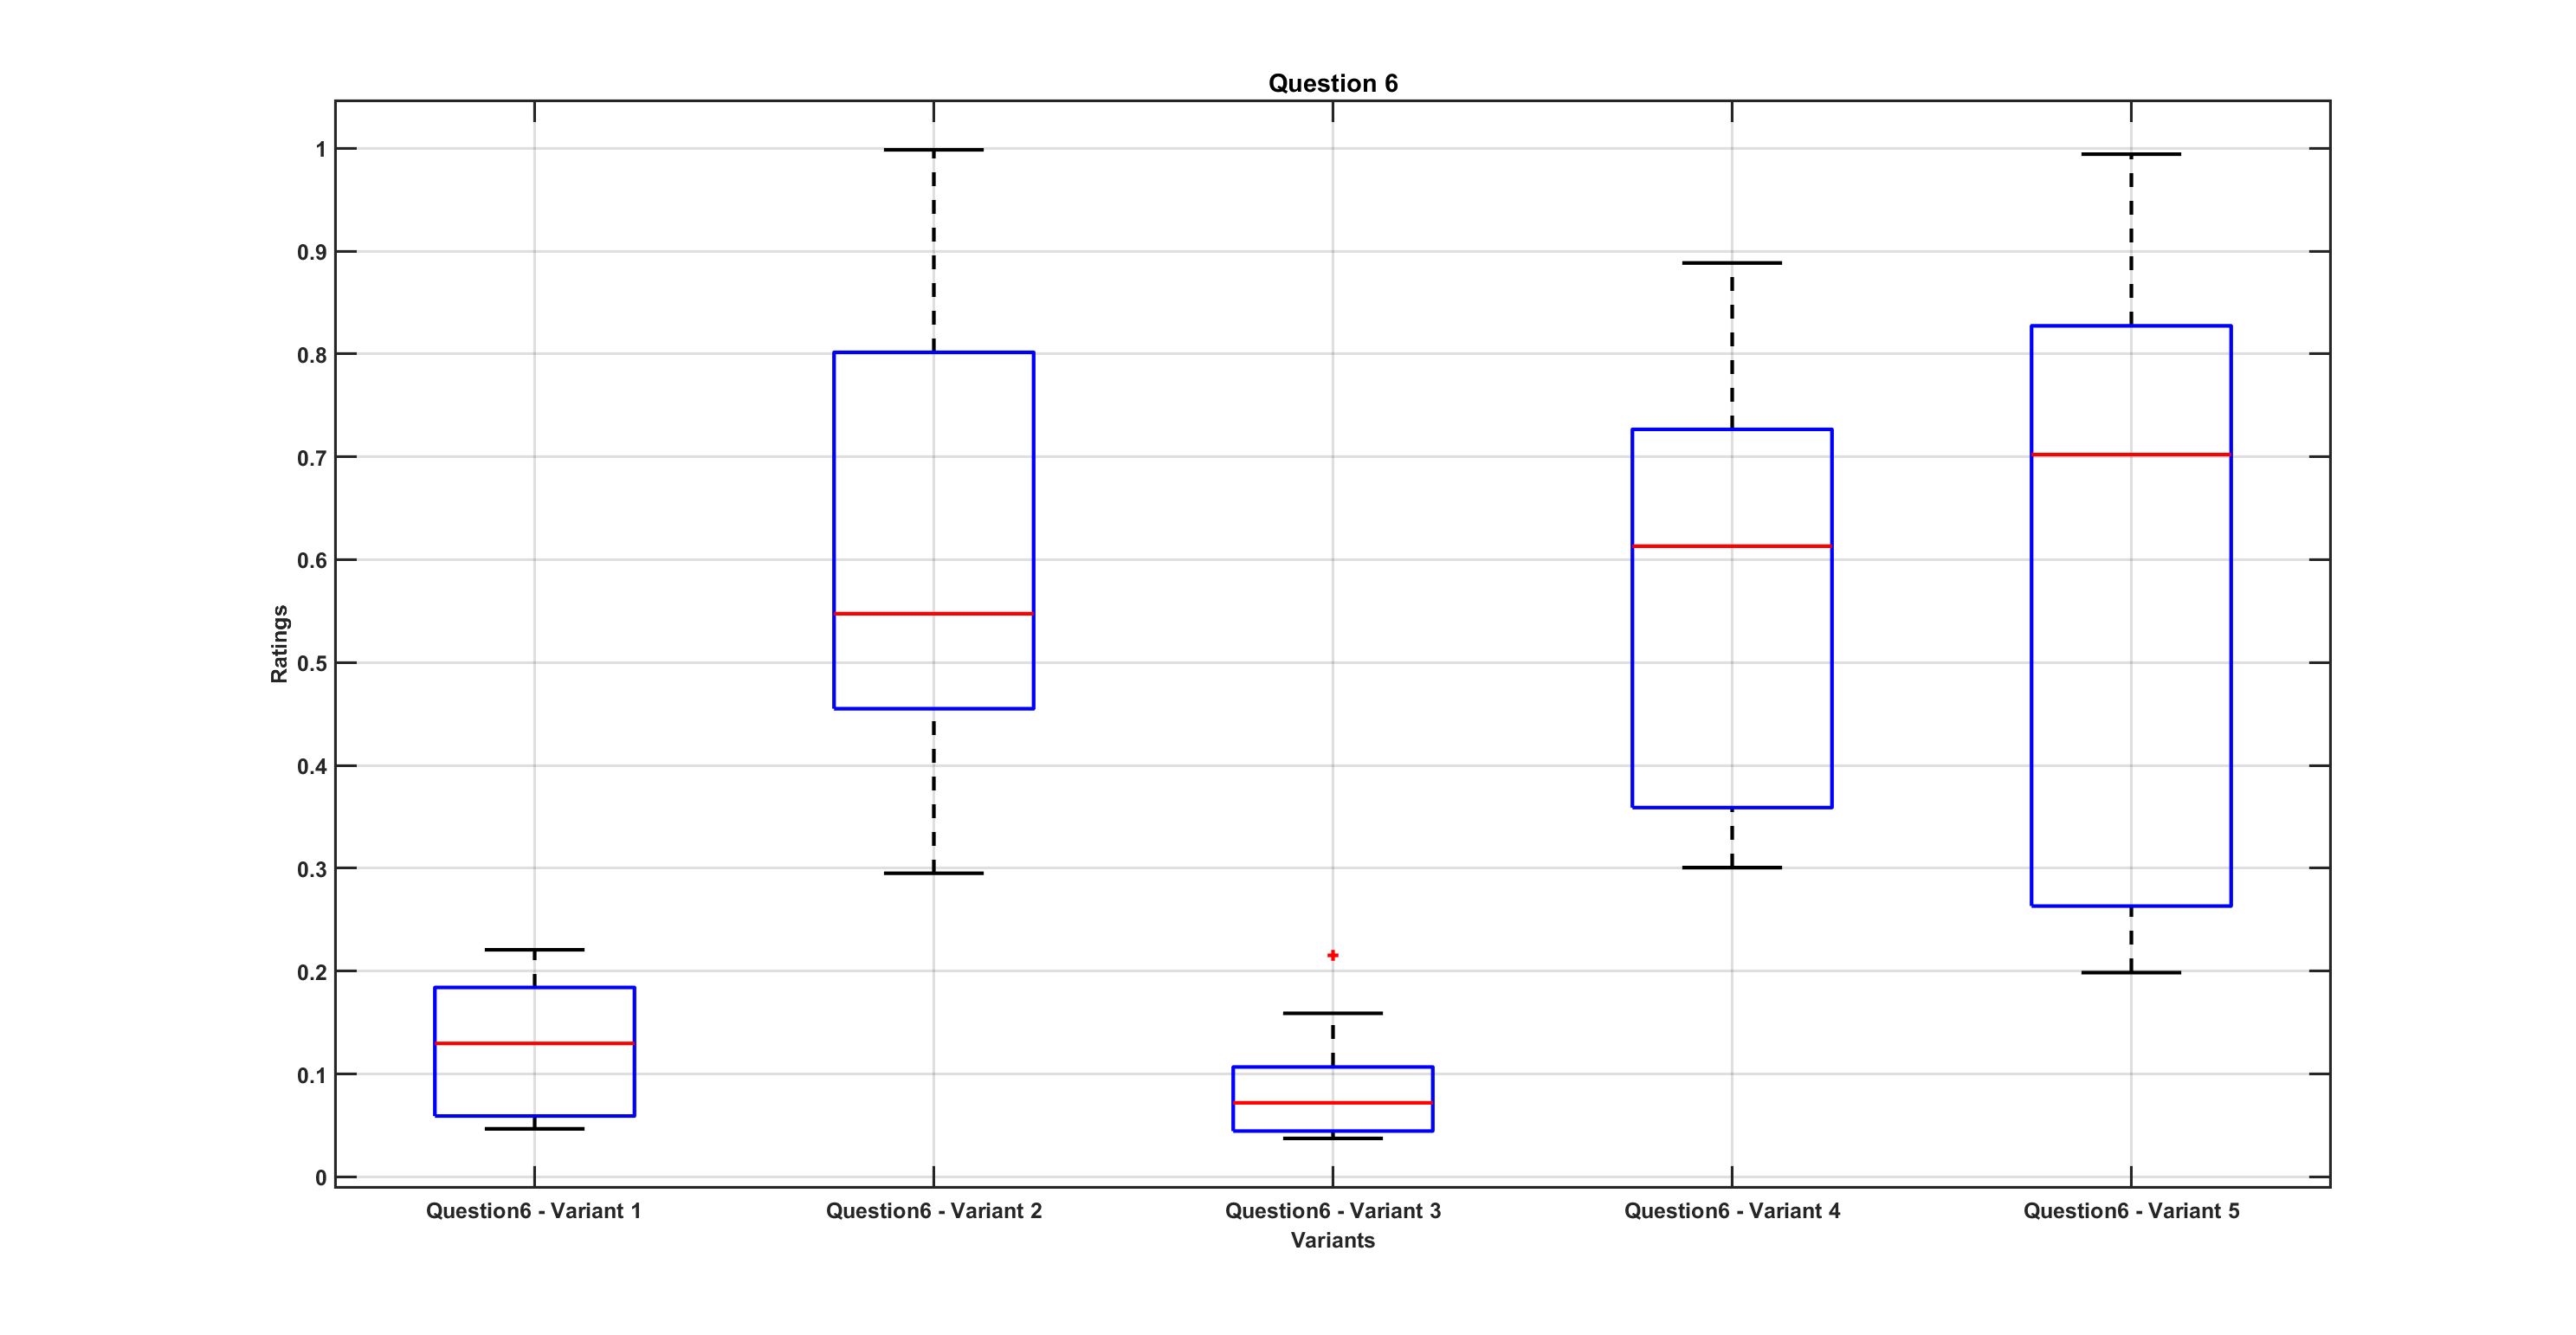 Question 6
1
0.9
0.8
0.7
0.6
0.5
0.4
0.3
0.2
0.1
0
Ratings
Question6 - Variant 1
Question6 - Variant 2
Question6 - Variant 3
Question6 - Variant 4
Question6 - Variant 5
Variants